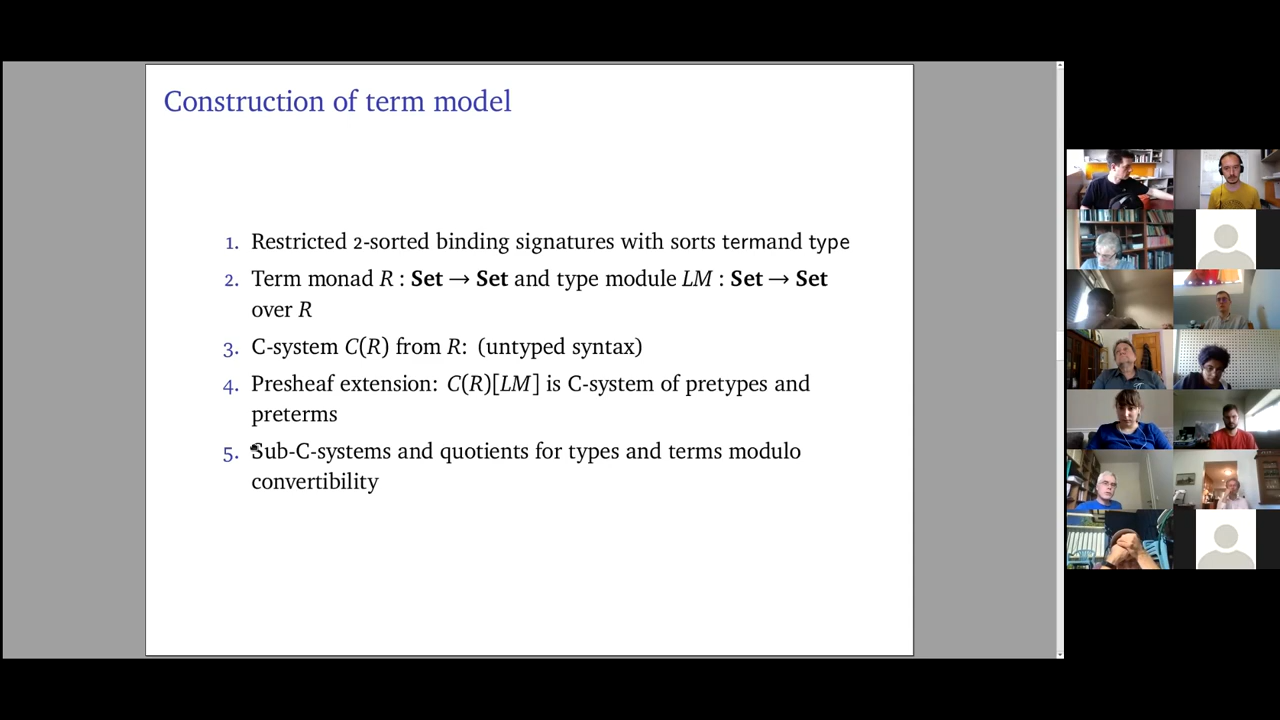 Construction of term model
1. Restricted 2-sorted binding signatures with sorts termand type
2. Term monad R : Set → Set and type module LM : Set → Set
over R
3. C-system C(R) from R: (untyped syntax)
4. Presheaf extension: C(R)[LM] is C-system of pretypes and
preterms
5. Sub-C-systems and quotients for types and terms modulo
convertibility